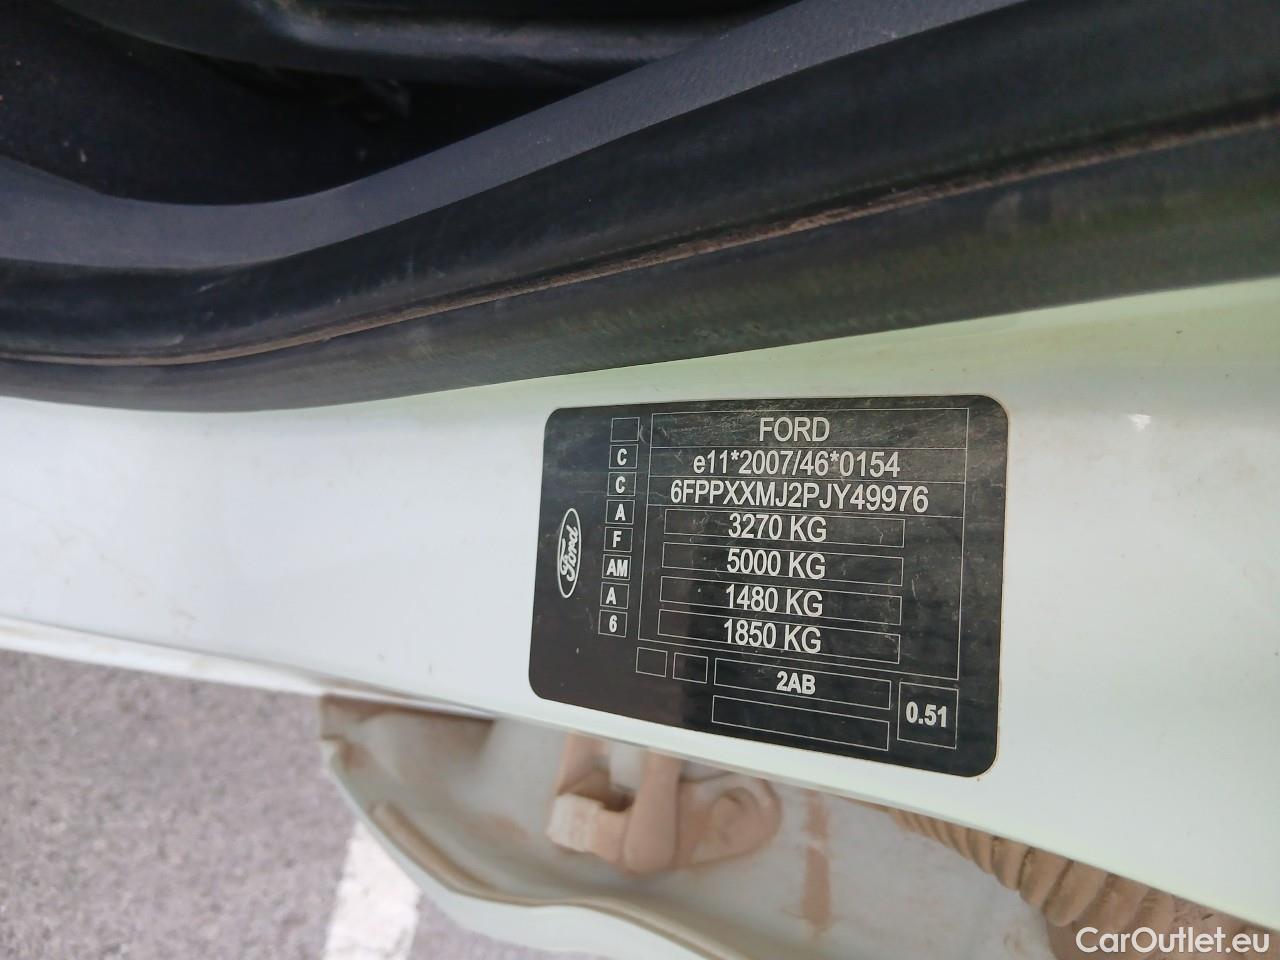 FORD
C e11*2007/46*0154
C 6FPPXXMJ2PJY49976
A 3270 KG
F 5000 KG
AM 1480 KG
A 1850 KG
6
Ford
2AB
0.51
CarOutlet.eu